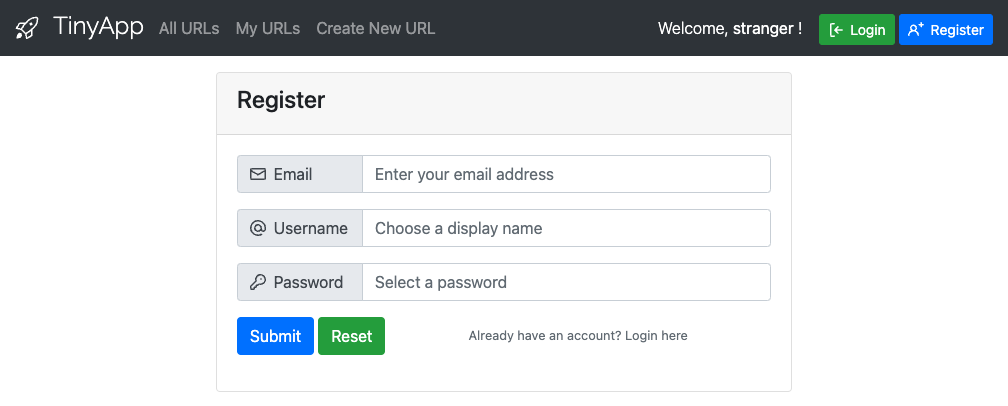 TinyApp All URLs My URLs Create New URL Welcome, stranger ! Login Register
Register
Email Enter your email address
Username Choose a display name
Password Select a password
Submit Reset Already have an account? Login here